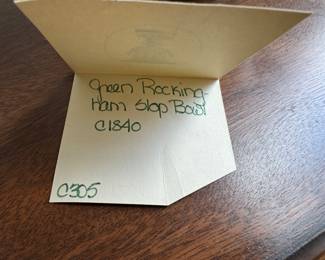 Green Rocking-
ham Slop Bowl
C1840
C305